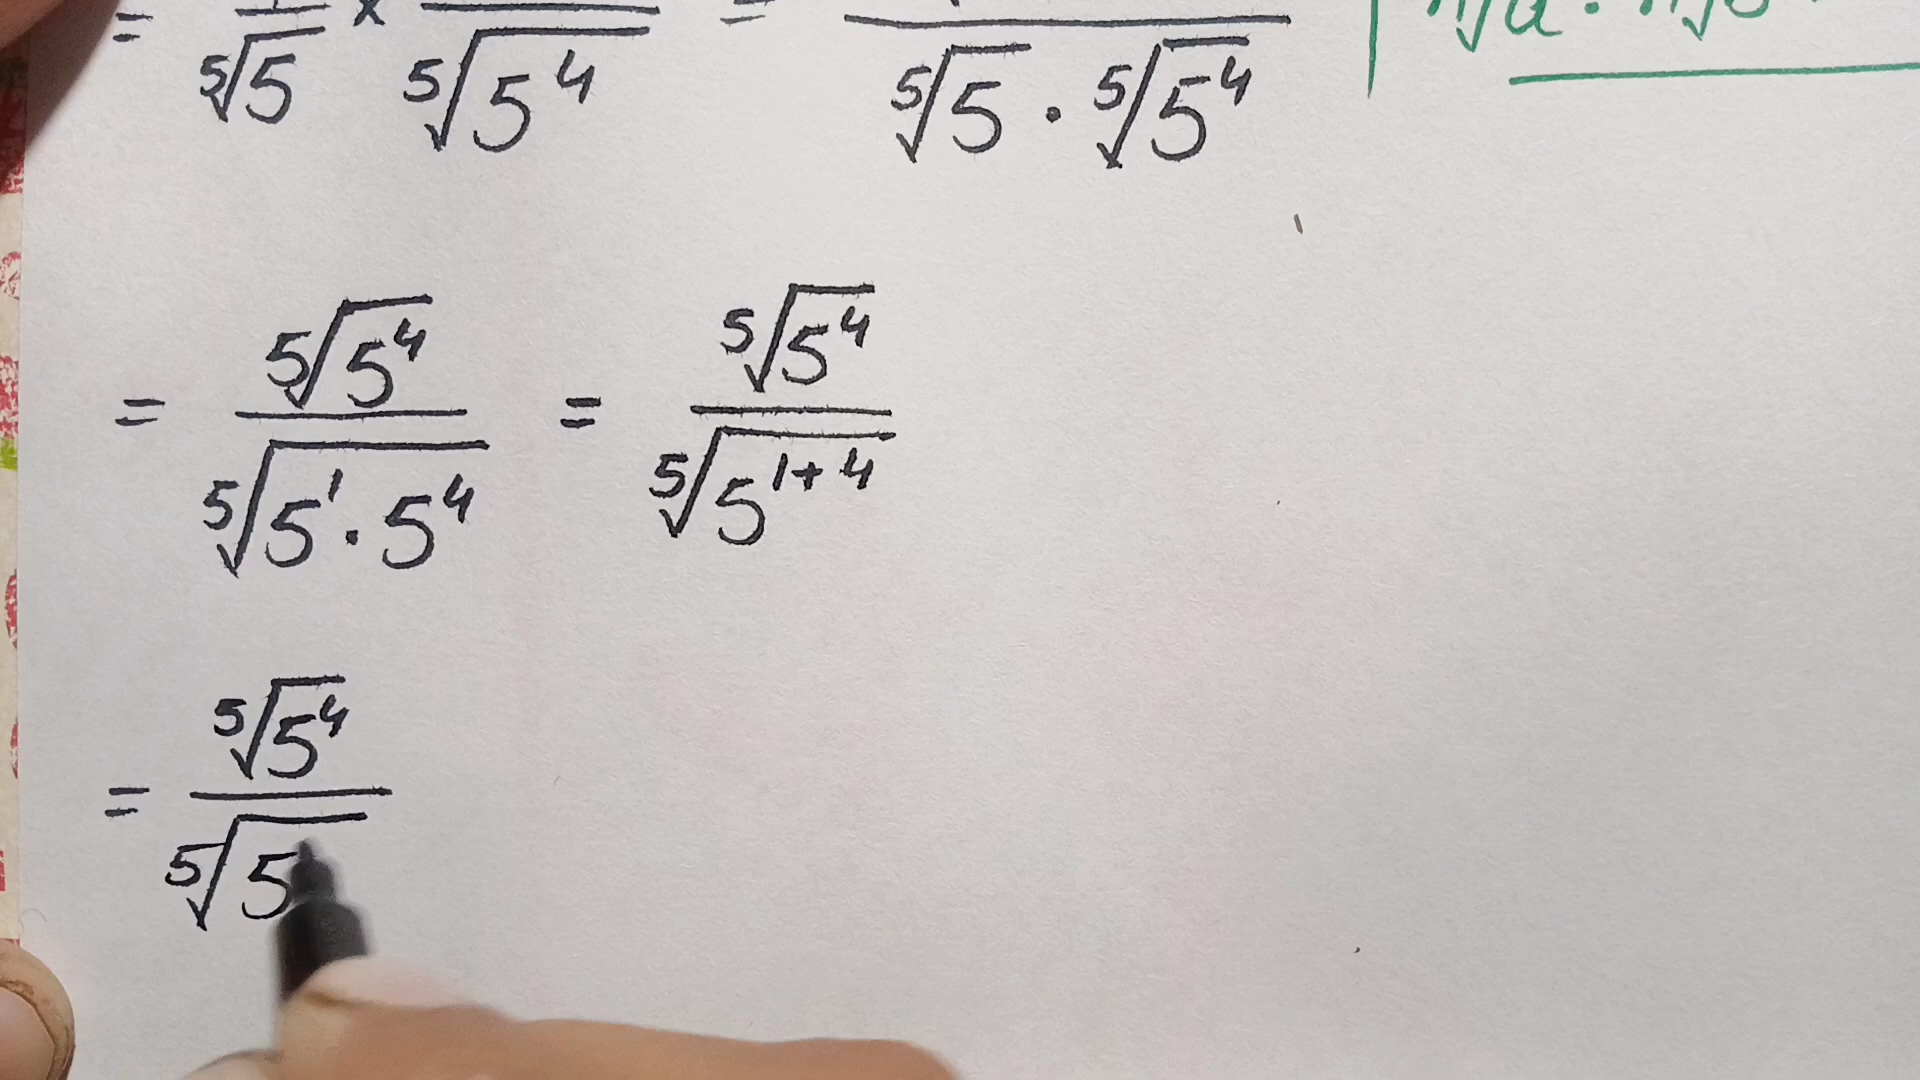 = 1/⁵√5 × /⁵√5⁴ = /⁵√5 · ⁵√5⁴
= ⁵√5⁴/⁵√5¹·5⁴ = ⁵√5⁴/⁵√5¹⁺⁴
= ⁵√5⁴/⁵√5